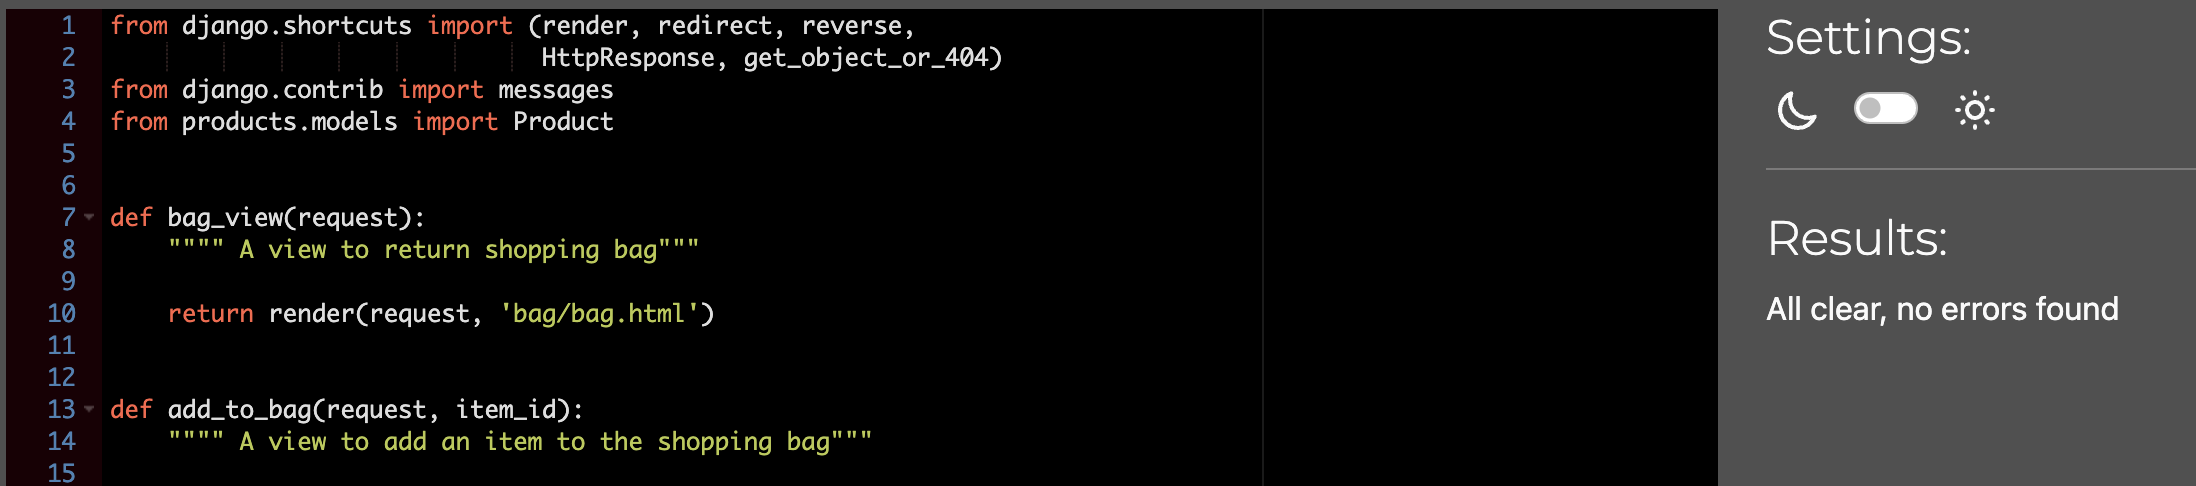 1 from django.shortcuts import (render, redirect, reverse,
2 HttpResponse, get_object_or_404)
3 from django.contrib import messages
4 from products.models import Product
5
6
7 def bag_view(request):
8 """" A view to return shopping bag"""
9
10 return render(request, 'bag/bag.html')
11
12
13 def add_to_bag(request, item_id):
14 """" A view to add an item to the shopping bag"""
15
Settings:
Results:
All clear, no errors found